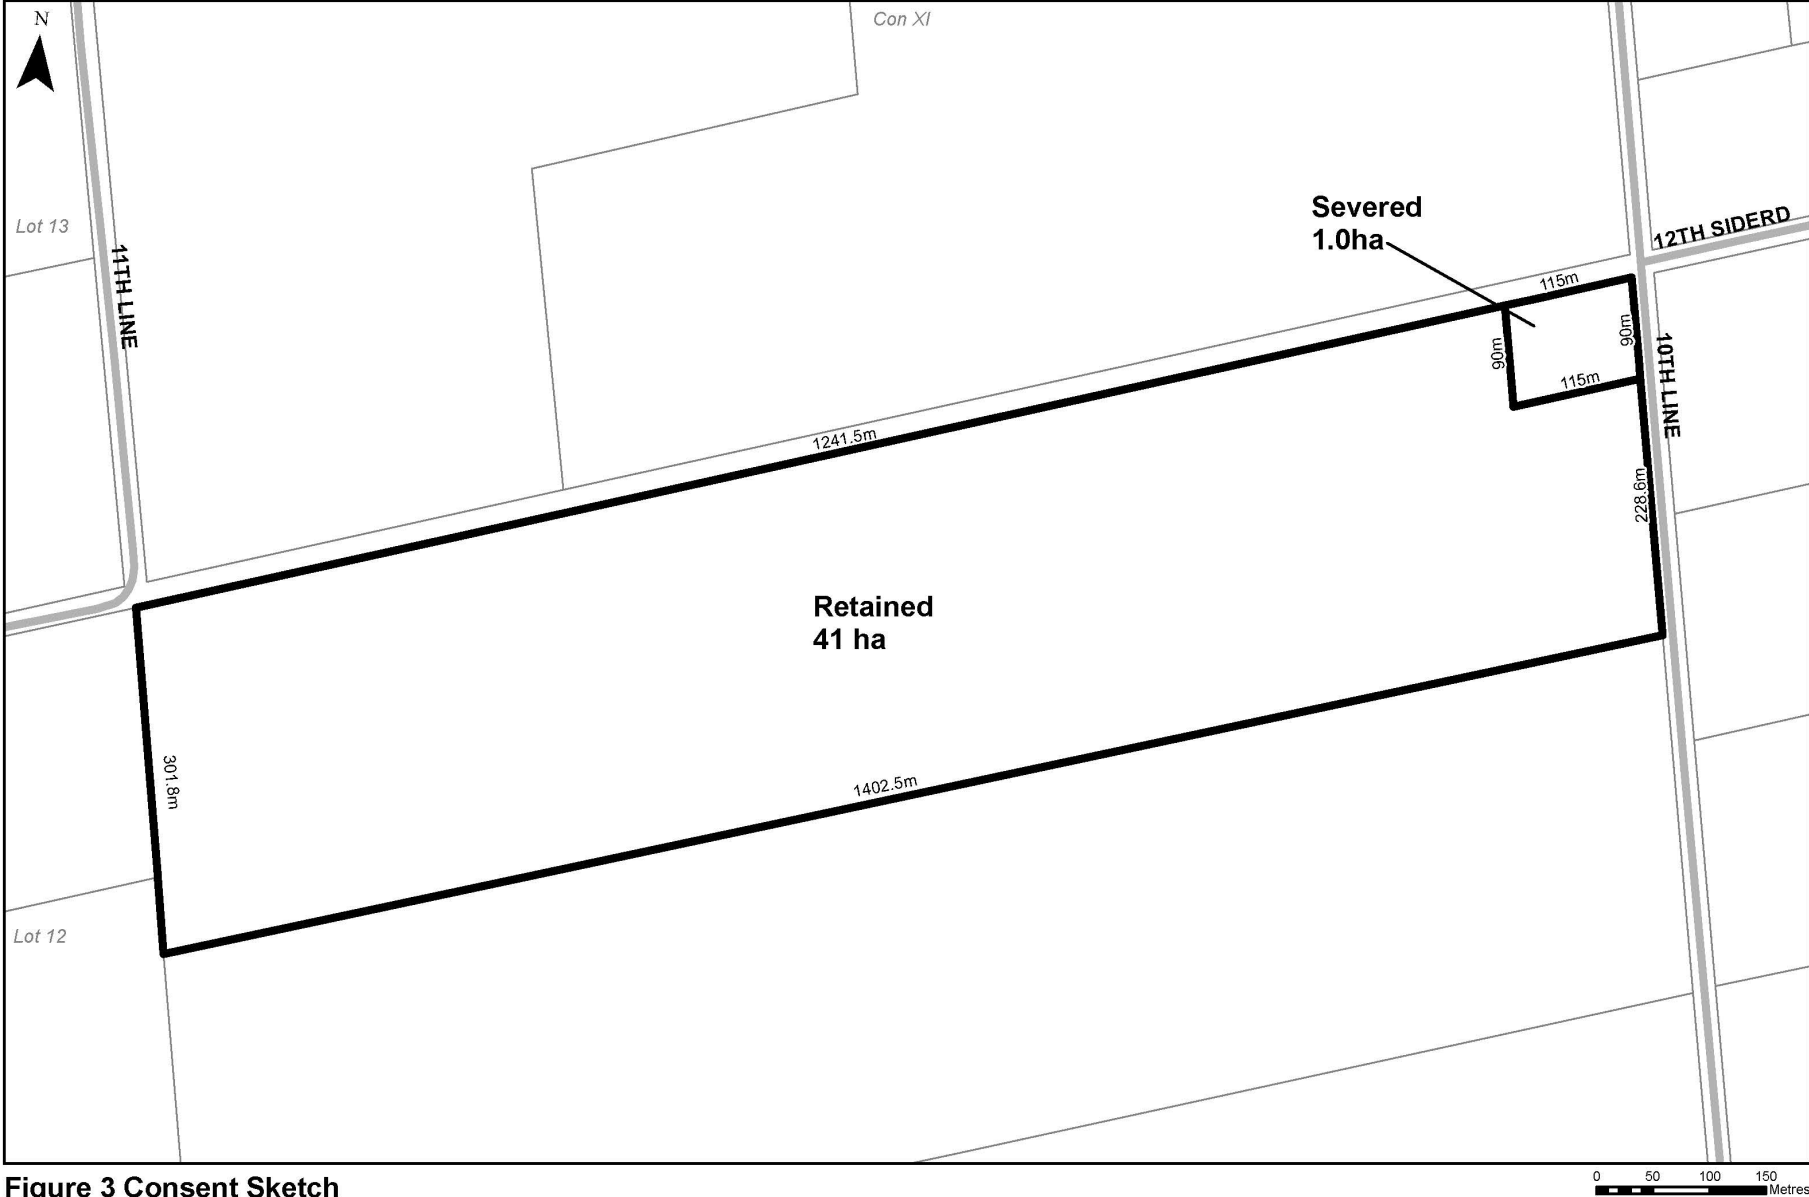 N
Con XI
Lot 13
11TH LINE
Severed
1.0ha
12TH SIDERD
115m
90m
90m
115m
10TH LINE
1241.5m
228.6m
Retained
41 ha
301.8m
1402.5m
Lot 12
Figure 3 Consent Sketch
0 50 100 150
Metres